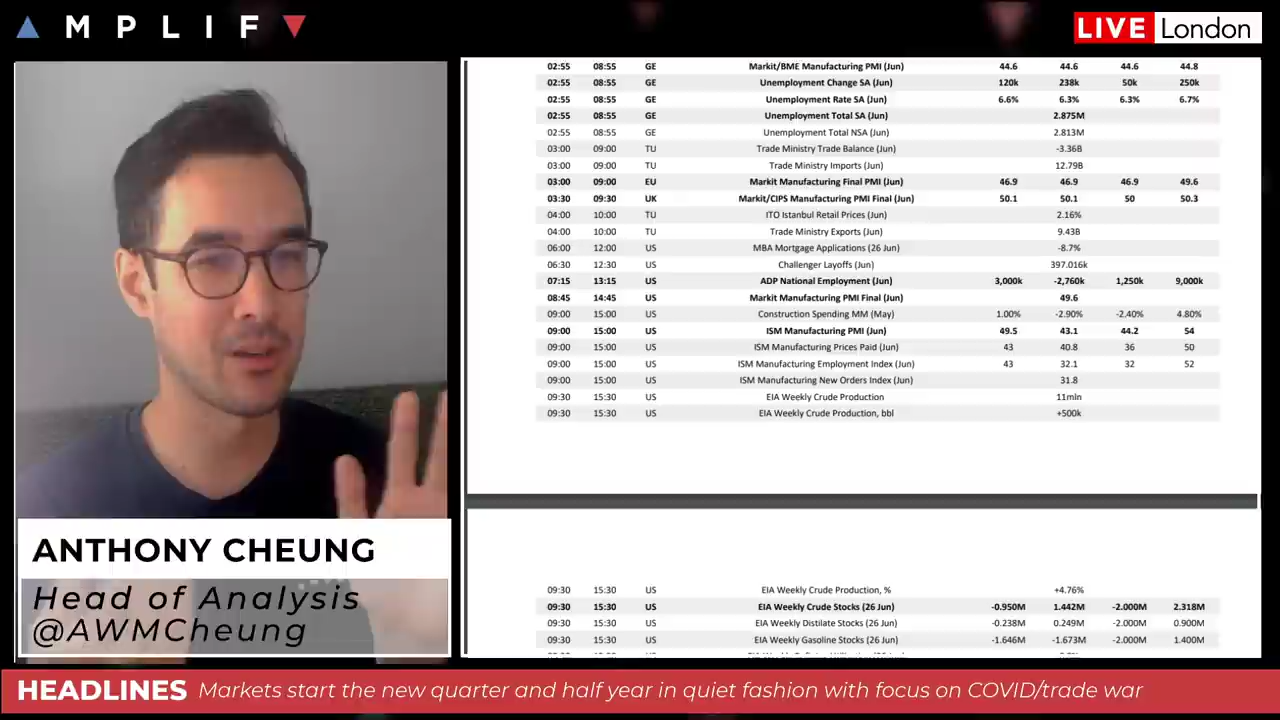 AMPLIFY
LIVE London
02:55 08:55 GE Markit/BME Manufacturing PMI (Jun) 44.6 44.6 44.6 44.8
02:55 08:55 GE Unemployment Change SA (Jun) 120k 238k 50k 250k
02:55 08:55 GE Unemployment Rate SA (Jun) 6.6% 6.3% 6.3% 6.7%
02:55 08:55 GE Unemployment Total SA (Jun) 2.875M
02:55 08:55 GE Unemployment Total NSA (Jun) 2.813M
03:00 09:00 TU Trade Ministry Trade Balance (Jun) -3.36B
03:00 09:00 TU Trade Ministry Imports (Jun) 12.79B
03:00 09:00 EU Markit Manufacturing Final PMI (Jun) 46.9 46.9 46.9 49.6
03:30 09:30 UK Markit/CIPS Manufacturing PMI Final (Jun) 50.1 50.1 50 50.3
04:00 10:00 TU ITO Istanbul Retail Prices (Jun) 2.16%
04:00 10:00 TU Trade Ministry Exports (Jun) 9.43B
06:00 12:00 US MBA Mortgage Applications (26 Jun) -8.7%
06:30 12:30 US Challenger Layoffs (Jun) 397.016k
07:15 13:15 US ADP National Employment (Jun) 3,000k -2,760k 1,250k 9,000k
08:45 14:45 US Markit Manufacturing PMI Final (Jun) 49.6
09:00 15:00 US Construction Spending MM (May) 1.00% -2.90% -2.40% 4.80%
09:00 15:00 US ISM Manufacturing PMI (Jun) 49.5 43.1 44.2 54
09:00 15:00 US ISM Manufacturing Prices Paid (Jun) 43 40.8 36 50
09:00 15:00 US ISM Manufacturing Employment Index (Jun) 43 32.1 32 52
09:00 15:00 US ISM Manufacturing New Orders Index (Jun) 31.8
09:30 15:30 US EIA Weekly Crude Production 11mln
09:30 15:30 US EIA Weekly Crude Production, bbl +500k
09:30 15:30 US EIA Weekly Crude Production, % +4.76%
09:30 15:30 US EIA Weekly Crude Stocks (26 Jun) -0.950M 1.442M -2.000M 2.318M
09:30 15:30 US EIA Weekly Distilate Stocks (26 Jun) -0.238M 0.249M -2.000M 0.900M
09:30 15:30 US EIA Weekly Gasoline Stocks (26 Jun) -1.646M -1.673M -2.000M 1.400M
ANTHONY CHEUNG
Head of Analysis
@AWMCheung
HEADLINES Markets start the new quarter and half year in quiet fashion with focus on COVID/trade war